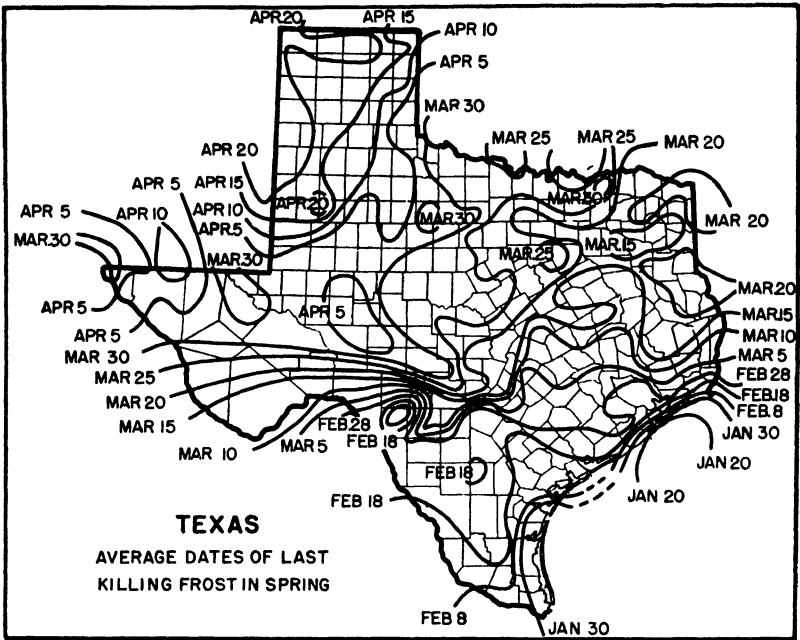 APR 20 APR 15
APR 10
APR 5
MAR 30
MAR 25 MAR 25 MAR 20
APR 20
APR 5 APR 15
APR 5 APR 10 APR 10 APR 20 MAR 30 MAR 30
APR 5 MAR 20
MAR 30 MAR 30 MAR 25 MAR 15
APR 5 APR 5 MAR 20
MAR 15
APR 5 MAR 10
MAR 30 MAR 5
MAR 25 FEB 28
MAR 20 FEB 18
MAR 15 FEB 28 FEB 8
MAR 10 MAR 5 FEB 18 JAN 30
FEB 18 JAN 20
FEB 18 JAN 20
TEXAS
AVERAGE DATES OF LAST
KILLING FROST IN SPRING
FEB 8 JAN 30